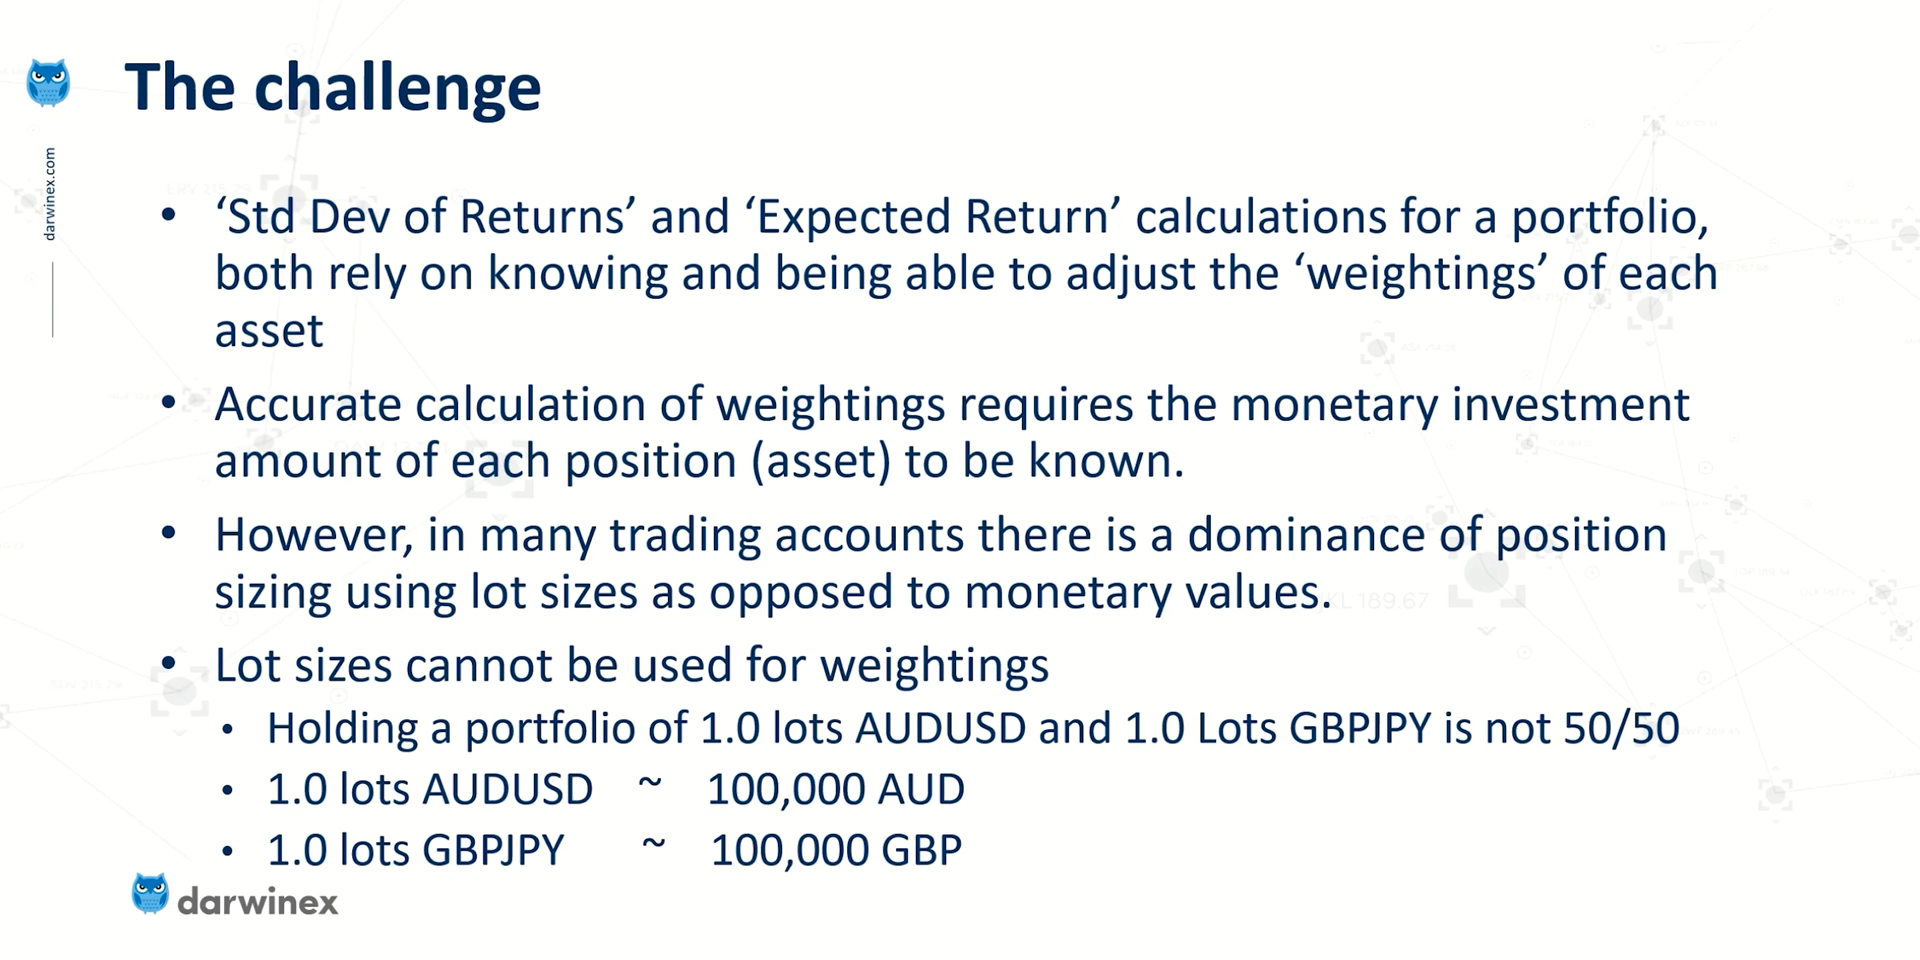 The challenge
darwinex.com
• ‘Std Dev of Returns’ and ‘Expected Return’ calculations for a portfolio,
both rely on knowing and being able to adjust the ‘weightings’ of each
asset
• Accurate calculation of weightings requires the monetary investment
amount of each position (asset) to be known.
• However, in many trading accounts there is a dominance of position
sizing using lot sizes as opposed to monetary values.
KL 189.67
• Lot sizes cannot be used for weightings
• Holding a portfolio of 1.0 lots AUDUSD and 1.0 Lots GBPJPY is not 50/50
• 1.0 lots AUDUSD ~ 100,000 AUD
• 1.0 lots GBPJPY ~ 100,000 GBP
darwinex